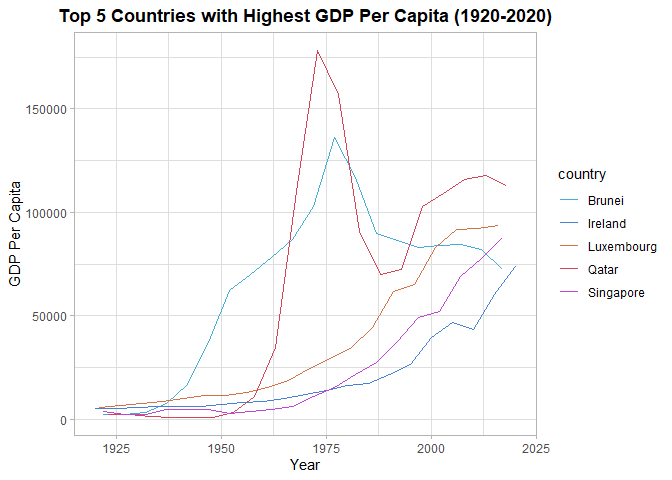 Top 5 Countries with Highest GDP Per Capita (1920-2020)
150000
100000
50000
0
GDP Per Capita
1925
1950
1975
2000
2025
Year
country
Brunei
Ireland
Luxembourg
Qatar
Singapore